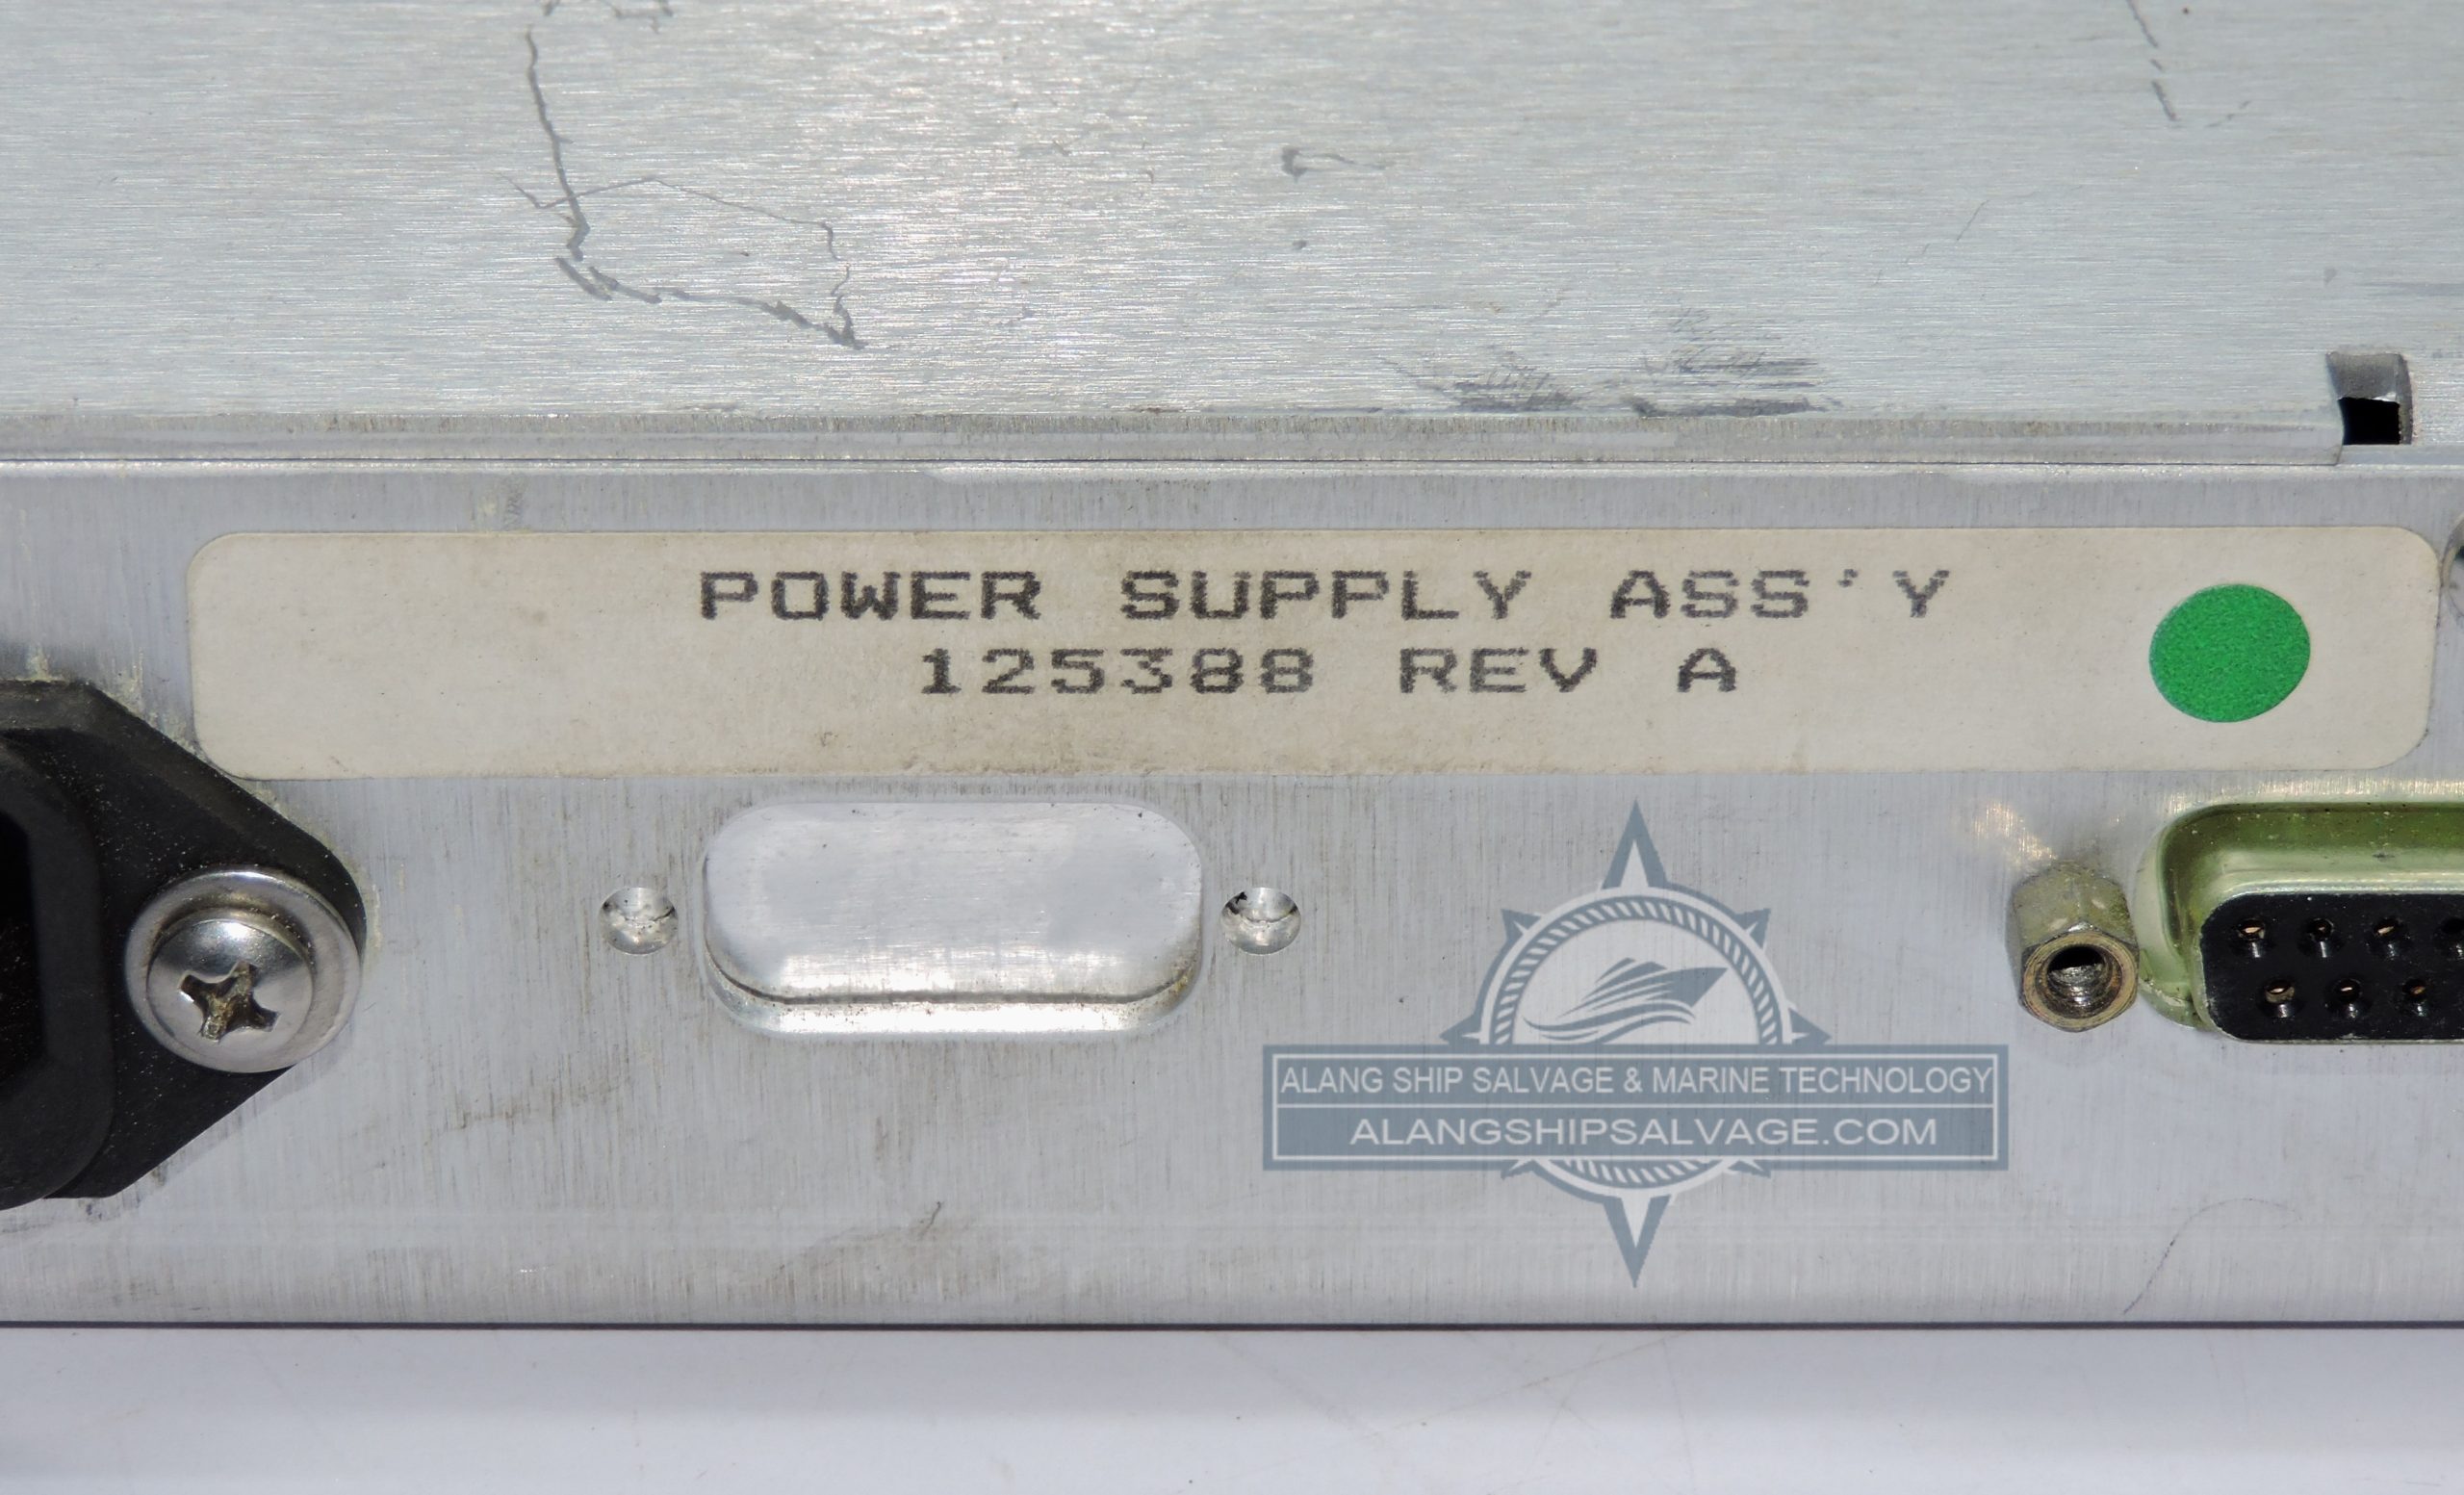 POWER SUPPLY ASS'Y
125388 REV A
ALANG SHIP SALVAGE & MARINE TECHNOLOGY
ALANGSHIPSALVAGE.COM